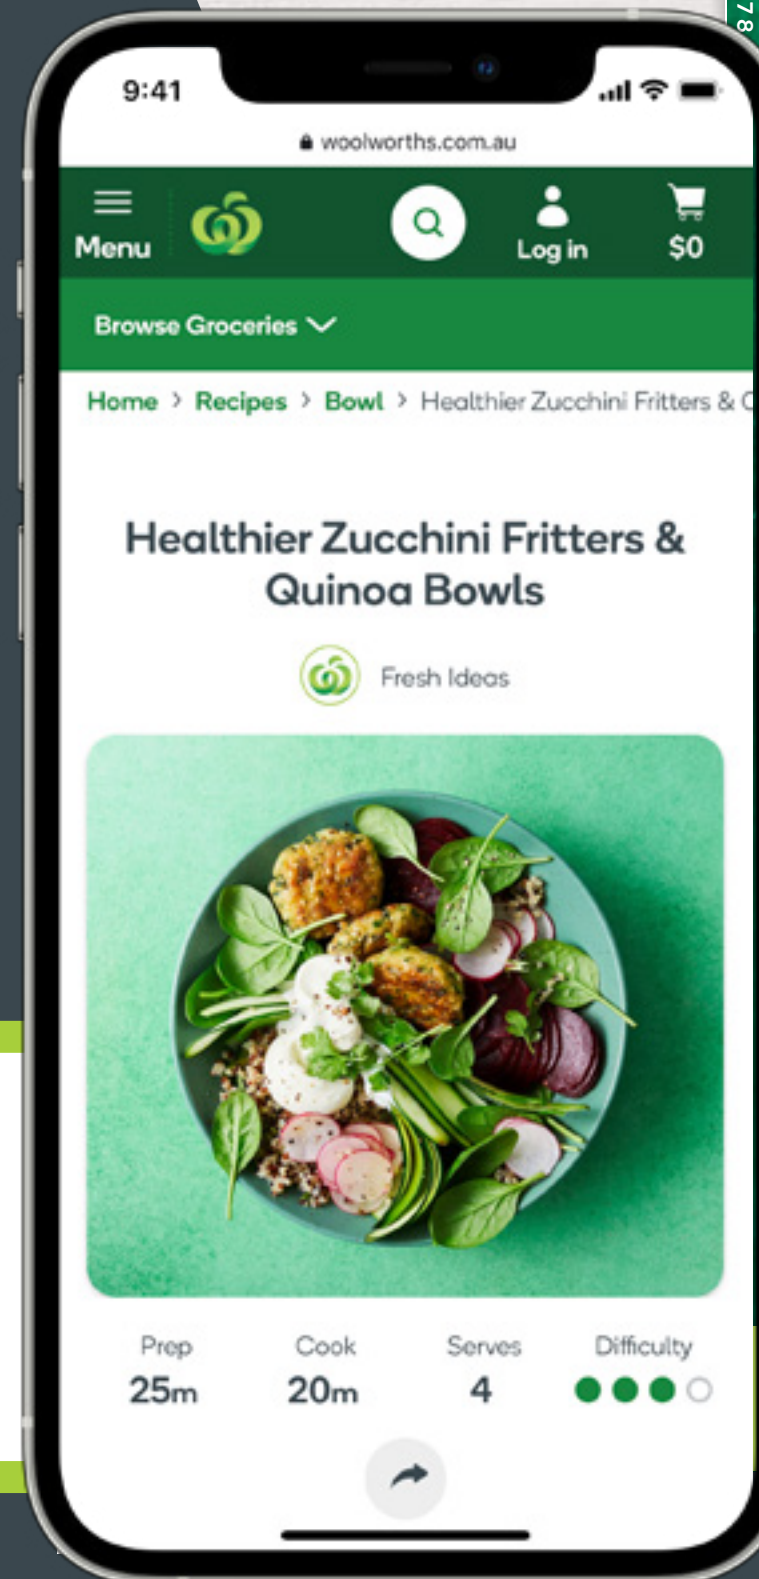 78
9:41
woolworths.com.au
Menu
Log in
$0
Browse Groceries
Home > Recipes > Bowl > Healthier Zucchini Fritters &
Healthier Zucchini Fritters &
Quinoa Bowls
Fresh Ideas
Prep Cook Serves Difficulty
25m 20m 4